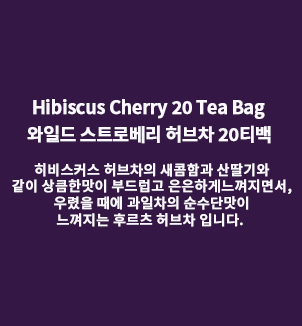 Hibiscus Cherry 20 Tea Bag
와일드 스트로베리 허브차 20티백
히비스커스 허브차의 새콤함과 산딸기와
같이 상큼한맛이 부드럽고 은은하게느껴지면서,
우렸을 때에 과일차의 순수단맛이
느껴지는 후르츠 허브차 입니다.